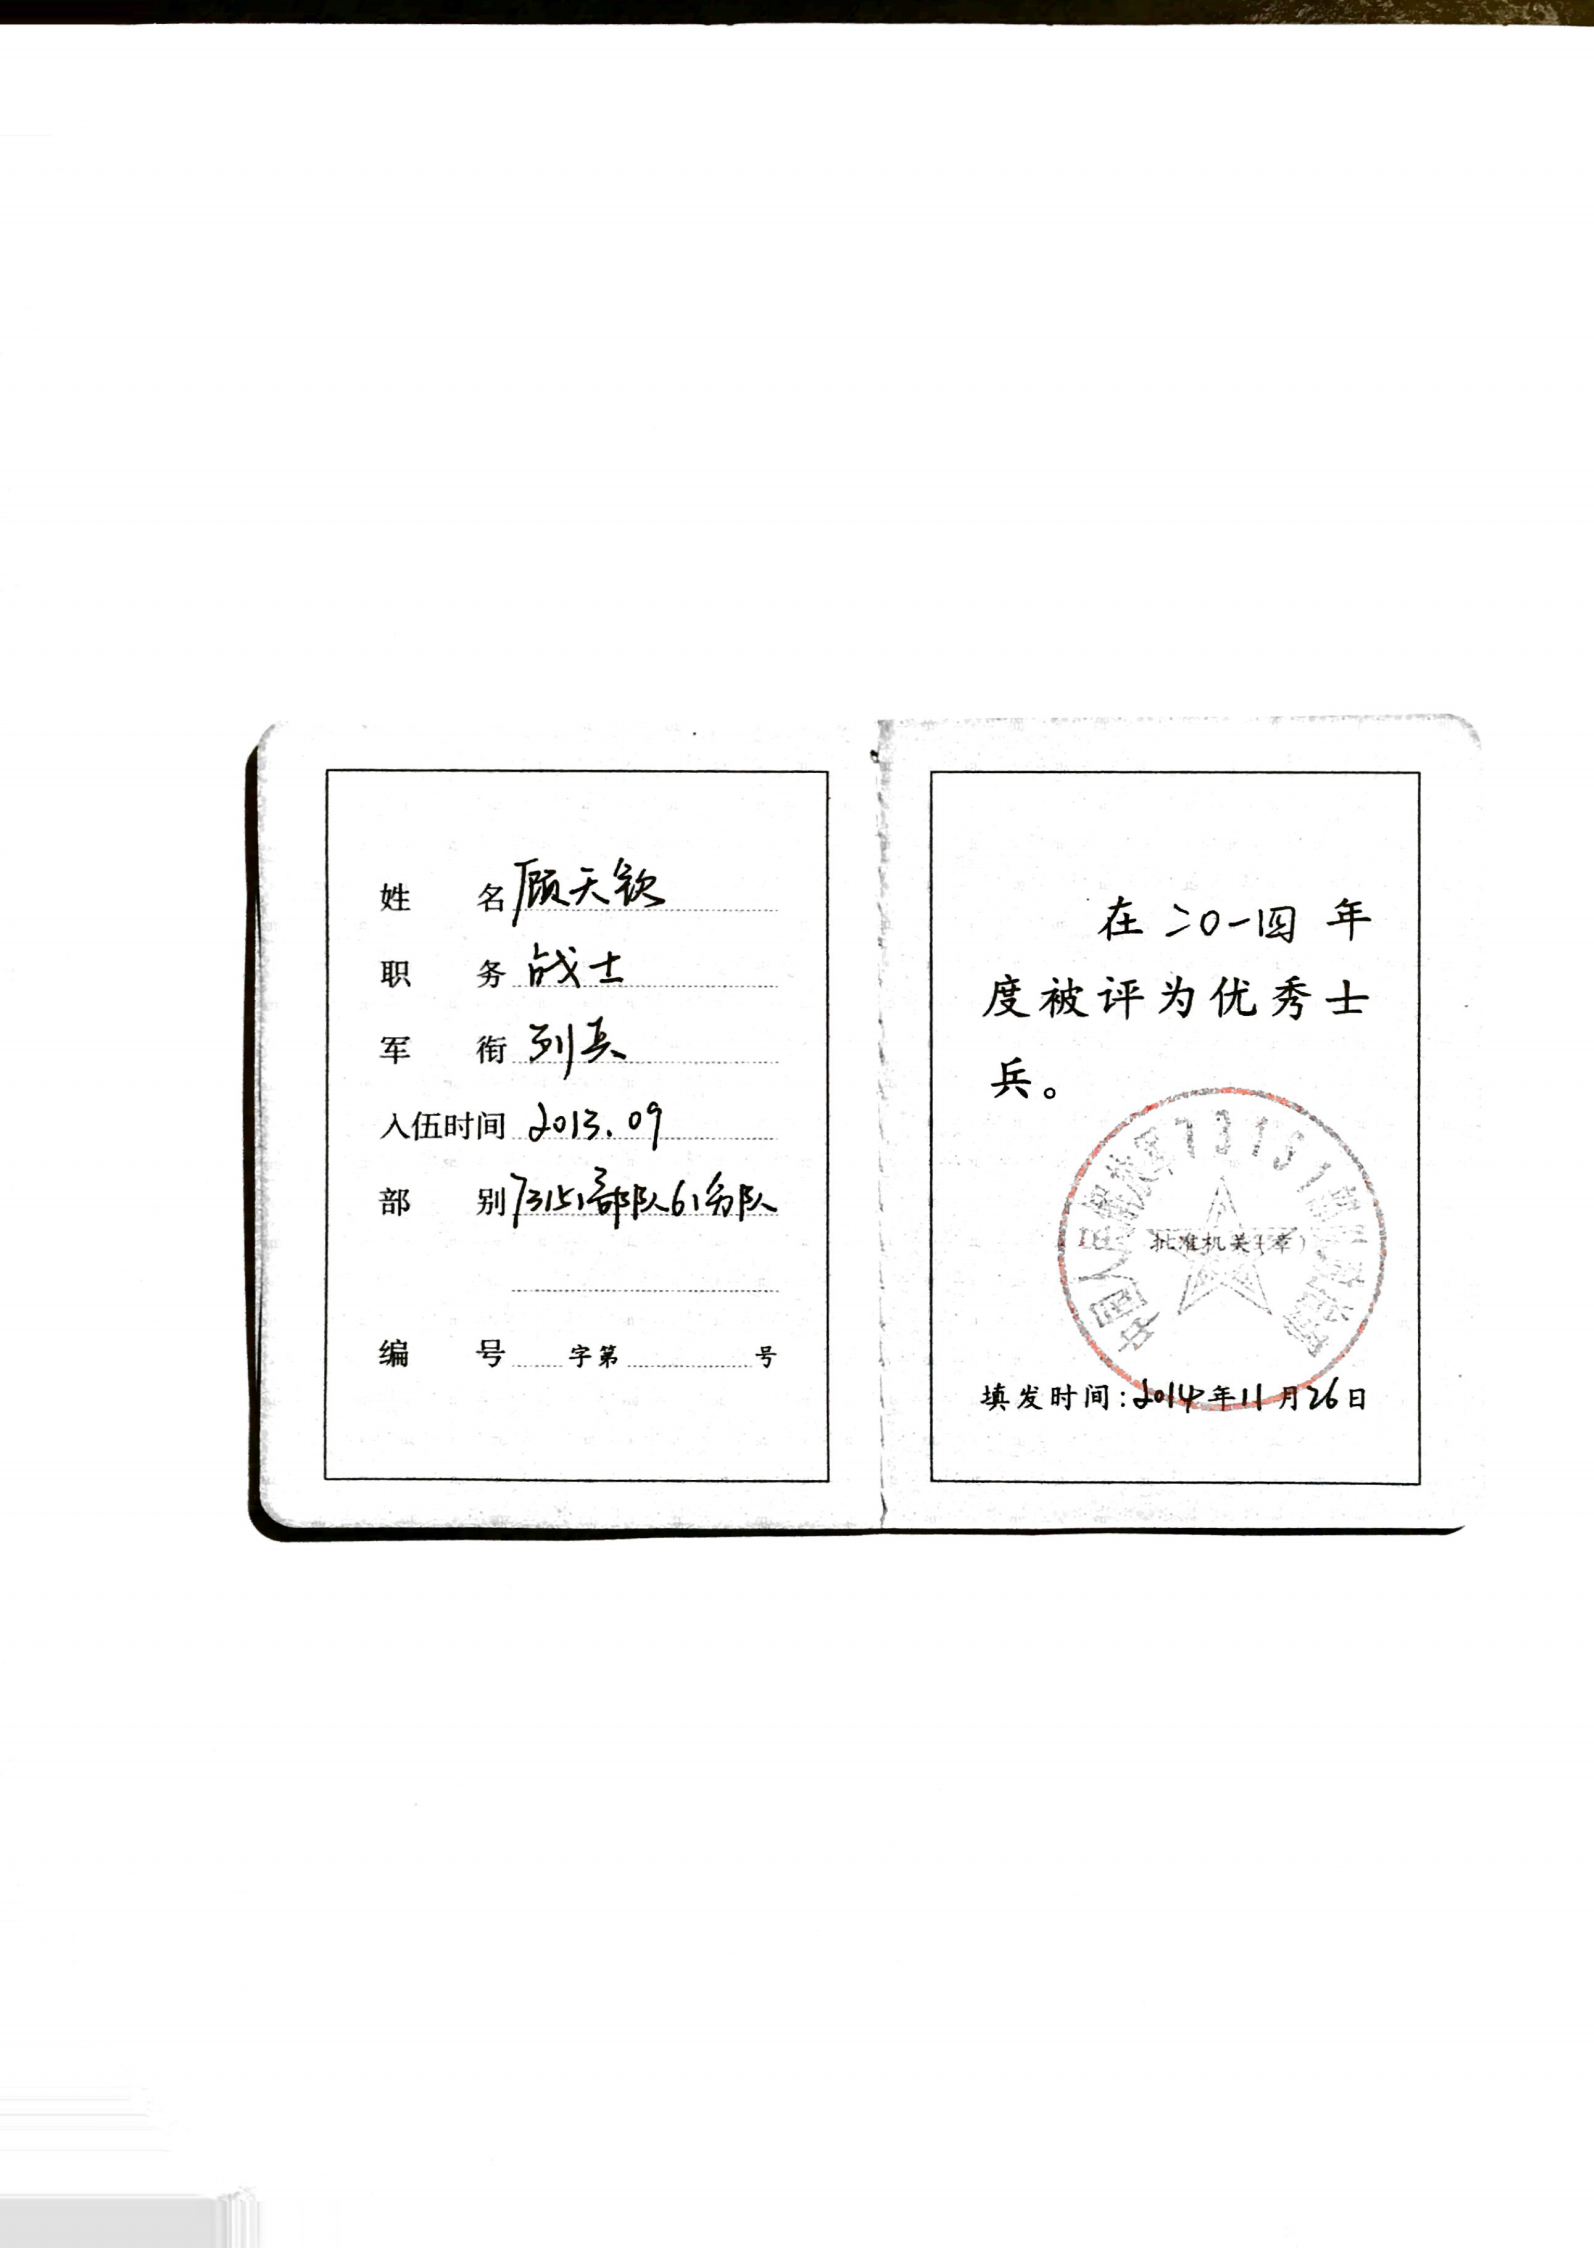 姓 名 顾天钦
职 务 战士
军 衔 列兵
入伍时间 2013.09
部 别 73151部队61分队
编 号 字第 号
在二〇一四年
度被评为优秀士
兵。
中国人民解放军73151部队
批准机关(章)
填发时间:2014年11月26日